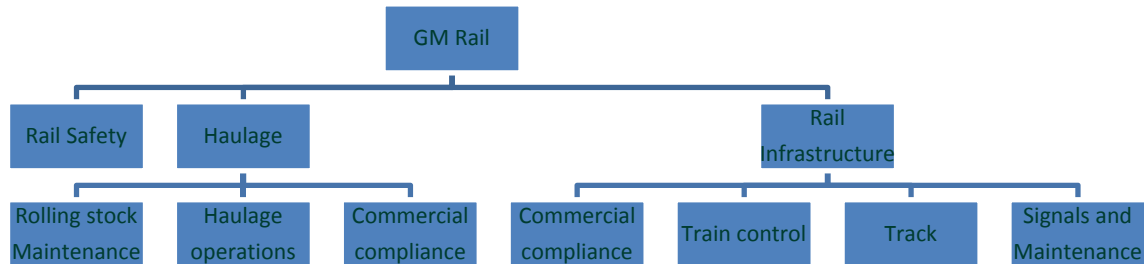 GM Rail
Rail Safety
Haulage
Rail
Infrastructure
Rolling stock
Maintenance
Haulage
operations
Commercial
compliance
Commercial
compliance
Train control
Track
Signals and
Maintenance